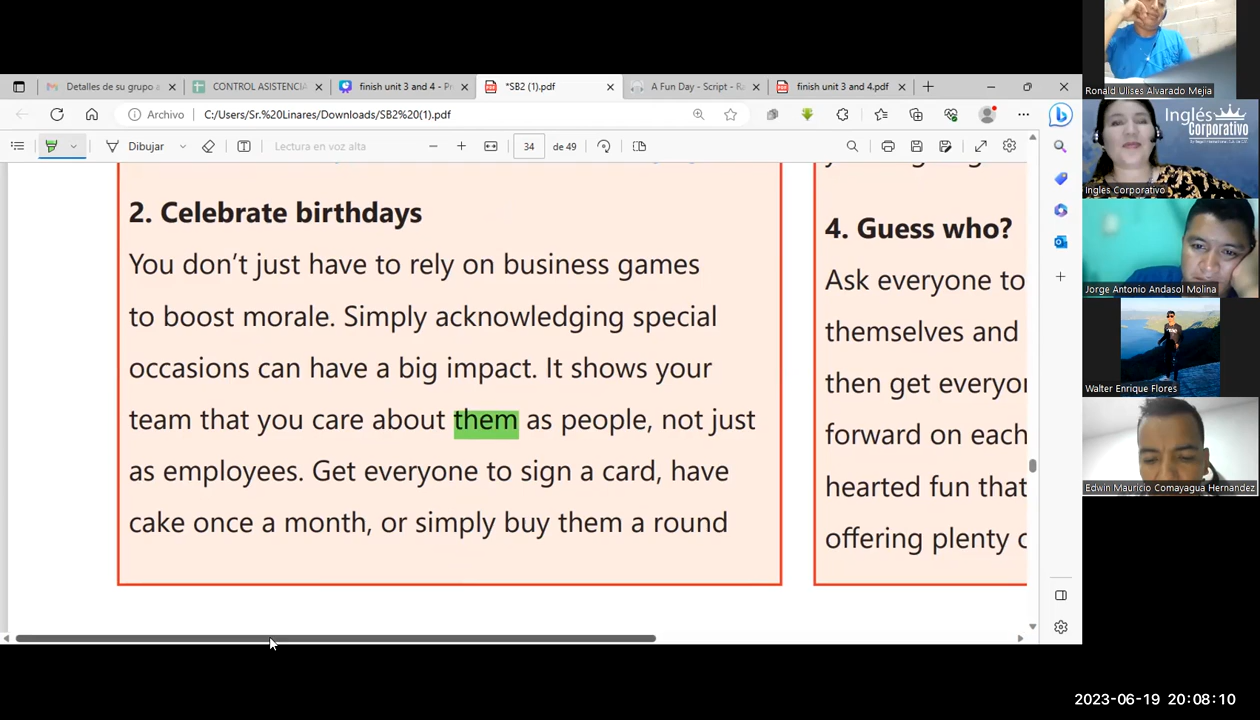 Detalles de su grupo a
CONTROL ASISTENCIA
finish unit 3 and 4 - Pr
*SB2 (1).pdf
A Fun Day - Script - Ra
finish unit 3 and 4.pdf
Archivo
C:/Users/Sr.%20Linares/Downloads/SB2%20(1).pdf
Dibujar
Lectura en voz alta
34
de 49
2. Celebrate birthdays
You don't just have to rely on business games
to boost morale. Simply acknowledging special
occasions can have a big impact. It shows your
team that you care about them as people, not just
as employees. Get everyone to sign a card, have
cake once a month, or simply buy them a round
4. Guess who?
Ask everyone to
themselves and
then get everyon
forward on each
hearted fun that
offering plenty o
Ronald Ulises Alvarado Mejia
Inglés
Corporativo
Ingles Corporativo
Jorge Antonio Andasol Molina
Walter Enrique Flores
Edwin Mauricio Comayagua Hernandez
2023-06-19 20:08:10